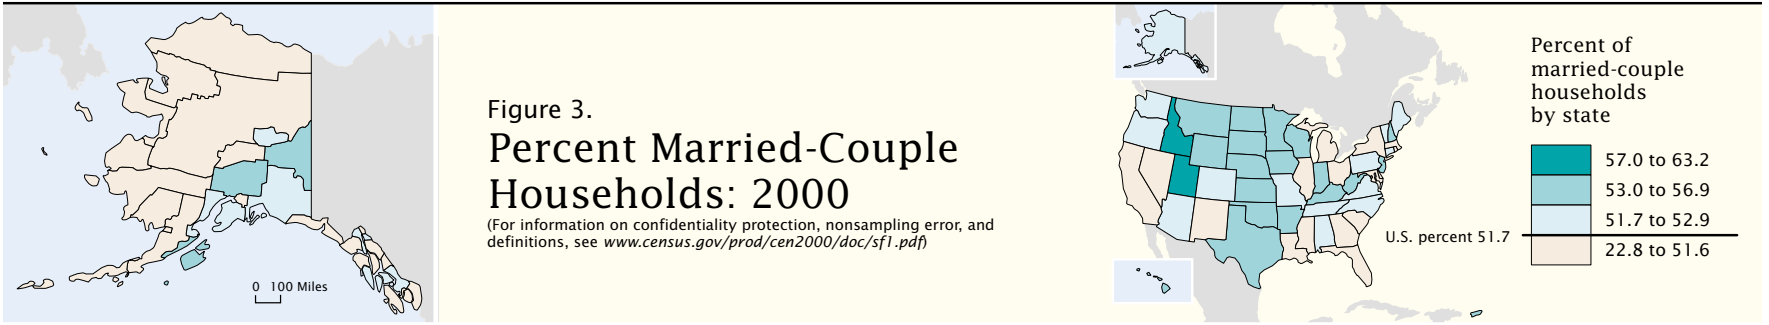 0 100 Miles
Figure 3.
Percent Married-Couple
Households: 2000
(For information on confidentiality protection, nonsampling error, and
definitions, see www.census.gov/prod/cen2000/doc/sf1.pdf)
Percent of
married-couple
households
by state
57.0 to 63.2
53.0 to 56.9
51.7 to 52.9
U.S. percent 51.7
22.8 to 51.6